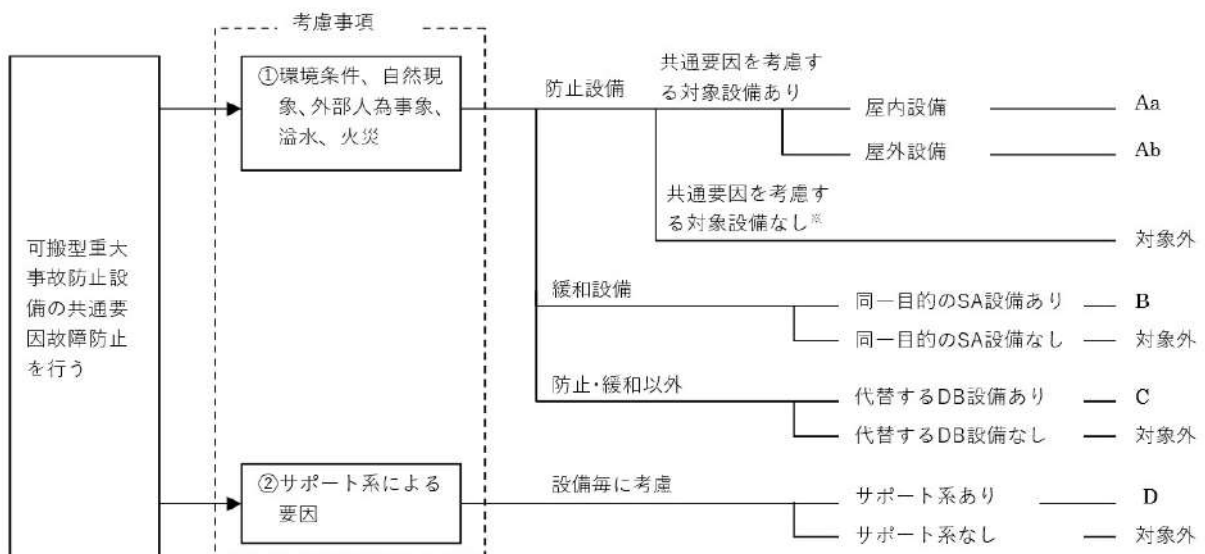 考慮事項
可搬型重大
事故防止設
備の共通要
因故障防止
を行う
①環境条件、自然現
象、外部人為事象、
溢水、火災
防止設備
共通要因を考慮す
る対象設備あり
屋内設備
Aa
屋外設備
Ab
共通要因を考慮す
る対象設備なし※
対象外
緩和設備
同一目的のSA設備あり
B
同一目的のSA設備なし
対象外
防止・緩和以外
代替するDB設備あり
C
代替するDB設備なし
対象外
②サポート系による
要因
設備毎に考慮
サポート系あり
D
サポート系なし
対象外